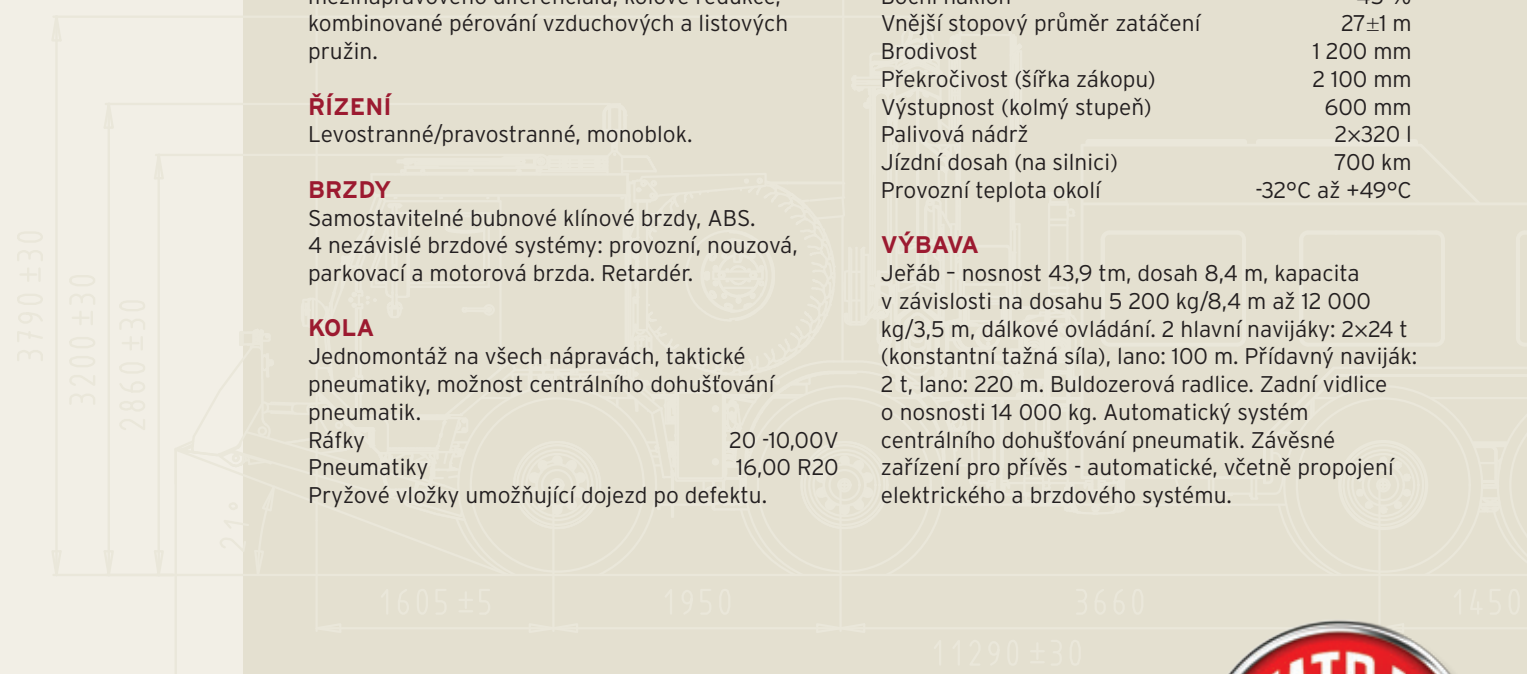 kombinované pérování vzduchových a listových
pružin.
ŘÍZENÍ
Levostranné/pravostranné, monoblok.
BRZDY
Samostavitelné bubnové klínové brzdy, ABS.
4 nezávislé brzdové systémy: provozní, nouzová,
parkovací a motorová brzda. Retardér.
KOLA
Jednomontáž na všech nápravách, taktické
pneumatiky, možnost centrálního dohušťování
pneumatik.
Ráfky 20 -10,00V
Pneumatiky 16,00 R20
Pryžové vložky umožňující dojezd po defektu.
Vnější stopový průměr zatáčení 27±1 m
Brodivost 1 200 mm
Překročivost (šířka zákopu) 2 100 mm
Výstupnost (kolmý stupeň) 600 mm
Palivová nádrž 2×320 l
Jízdní dosah (na silnici) 700 km
Provozní teplota okolí -32°C až +49°C
VÝBAVA
Jeřáb – nosnost 43,9 tm, dosah 8,4 m, kapacita
v závislosti na dosahu 5 200 kg/8,4 m až 12 000
kg/3,5 m, dálkové ovládání. 2 hlavní navijáky: 2×24 t
(konstantní tažná síla), lano: 100 m. Přídavný naviják:
2 t, lano: 220 m. Buldozerová radlice. Zadní vidlice
o nosnosti 14 000 kg. Automatický systém
centrálního dohušťování pneumatik. Závěsné
zařízení pro přívěs - automatické, včetně propojení
elektrického a brzdového systému.
3790±30
3200±30
2860±30
21°
1605±5
1950
3660
1450
11290±30